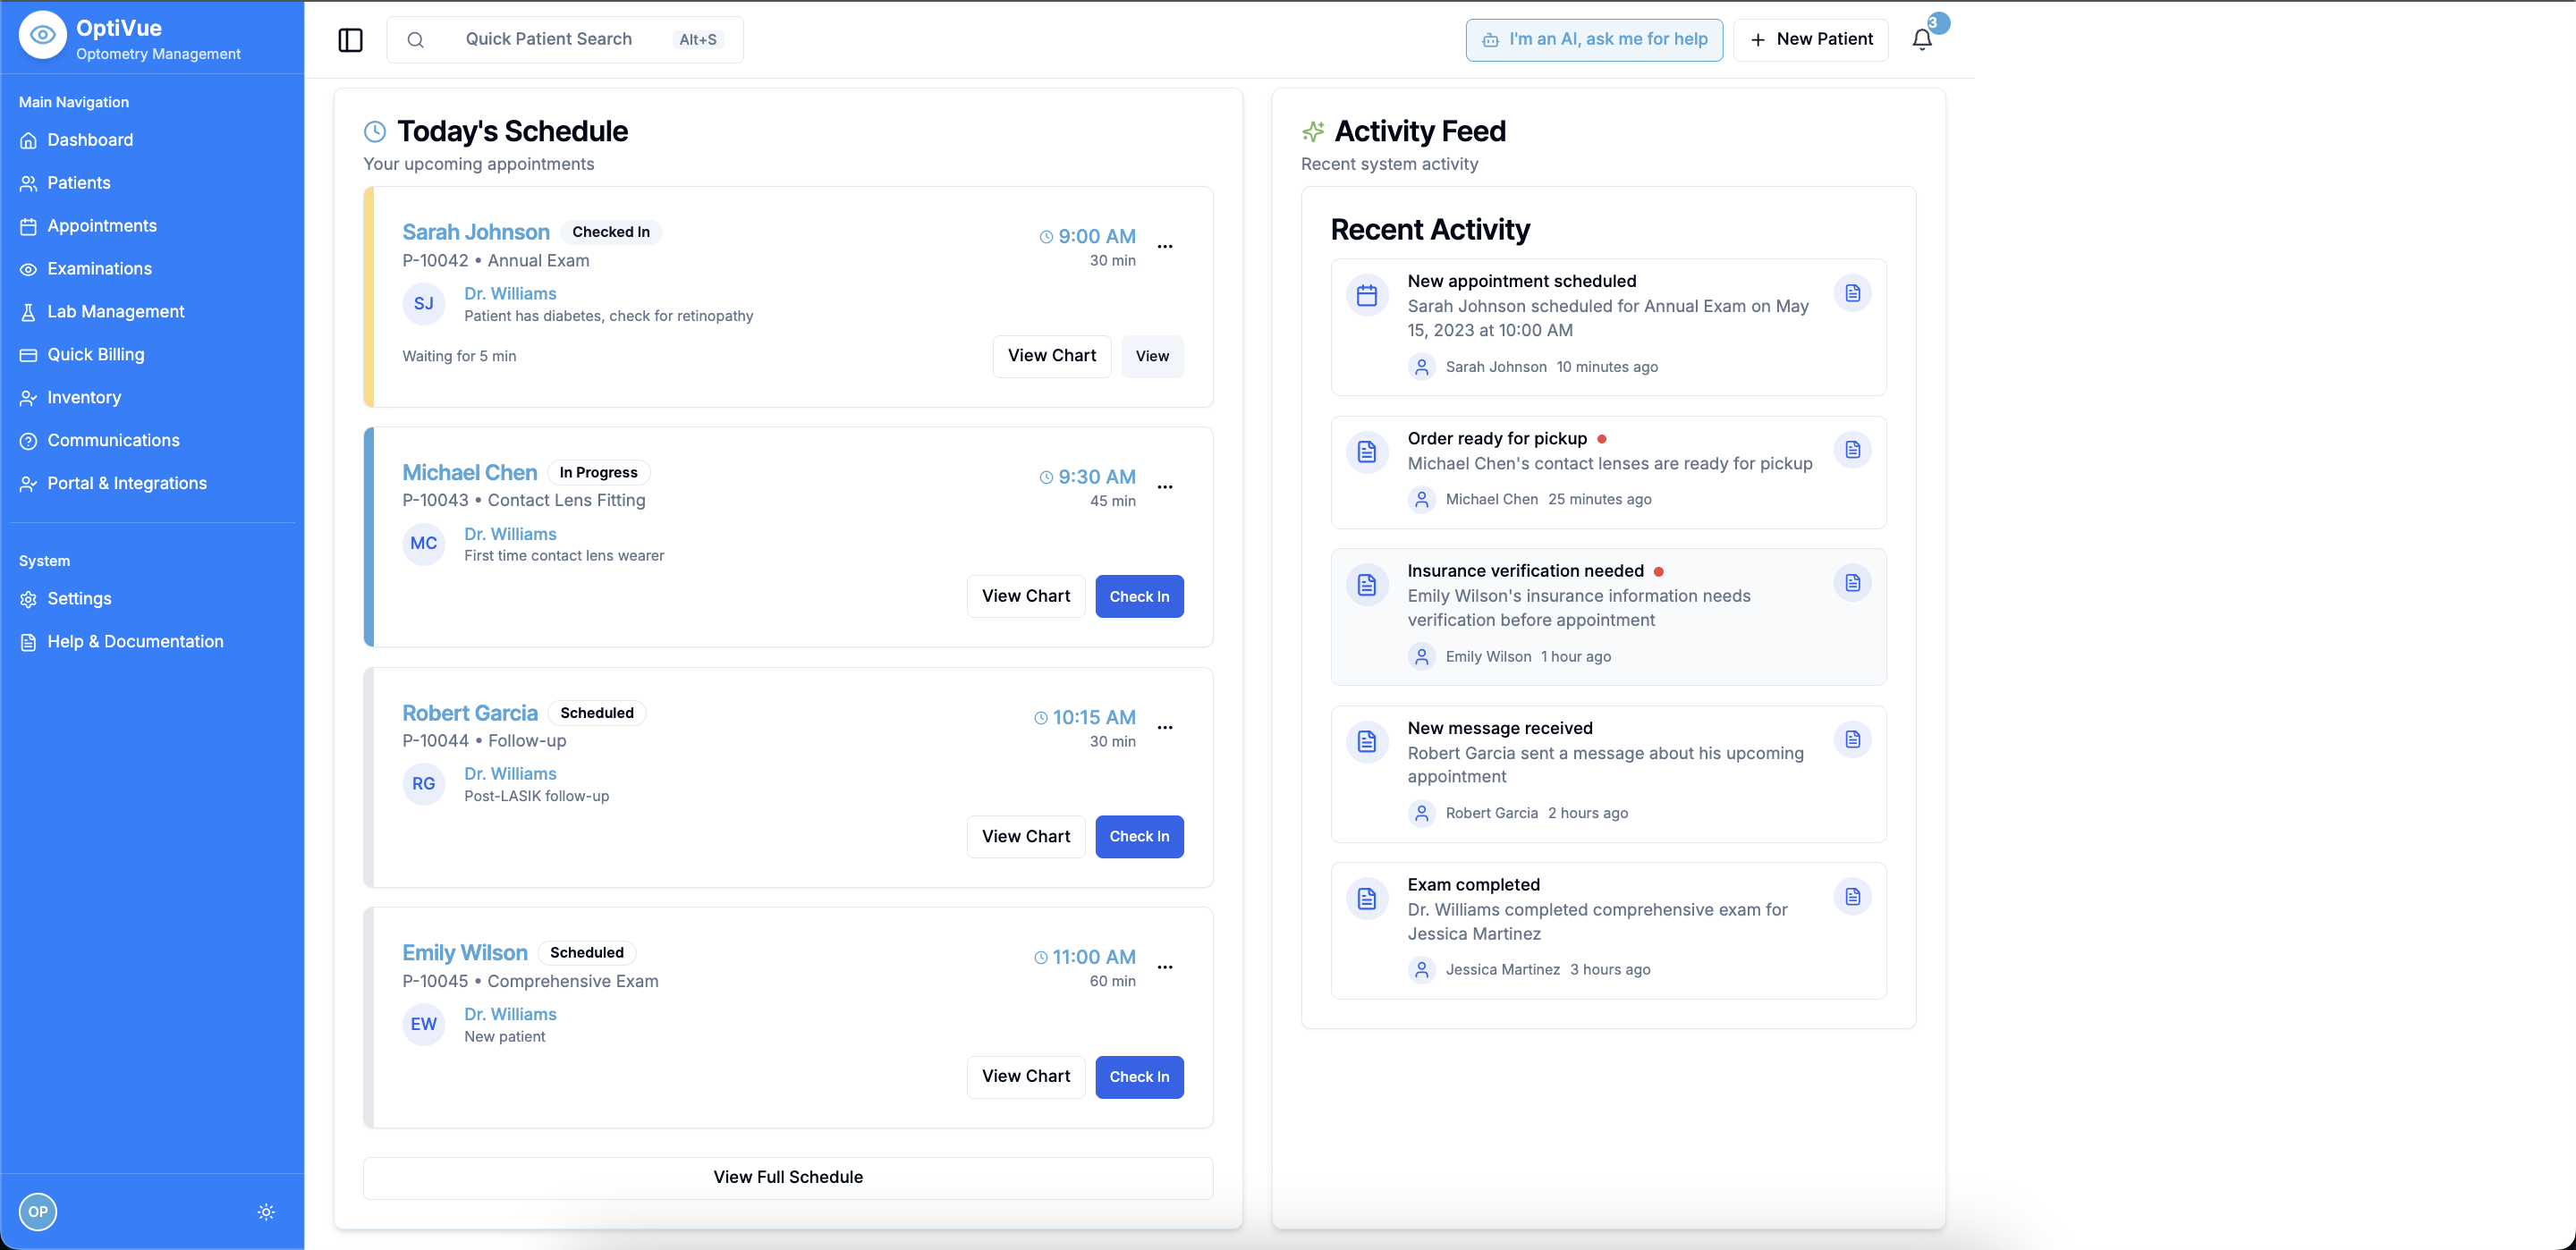 OptiVue
Optometry Management
Main Navigation
Dashboard
Patients
Appointments
Examinations
Lab Management
Quick Billing
Inventory
Communications
Portal & Integrations
System
Settings
Help & Documentation
OP
Quick Patient Search
Alt+S
I'm an AI, ask me for help
New Patient
3
Today's Schedule
Your upcoming appointments
Sarah Johnson
Checked In
P-10042 • Annual Exam
9:00 AM
30 min
SJ
Dr. Williams
Patient has diabetes, check for retinopathy
Waiting for 5 min
View Chart
View
Michael Chen
In Progress
P-10043 • Contact Lens Fitting
9:30 AM
45 min
MC
Dr. Williams
First time contact lens wearer
View Chart
Check In
Robert Garcia
Scheduled
P-10044 • Follow-up
10:15 AM
30 min
RG
Dr. Williams
Post-LASIK follow-up
View Chart
Check In
Emily Wilson
Scheduled
P-10045 • Comprehensive Exam
11:00 AM
60 min
EW
Dr. Williams
New patient
View Chart
Check In
View Full Schedule
Activity Feed
Recent system activity
Recent Activity
New appointment scheduled
Sarah Johnson scheduled for Annual Exam on May
15, 2023 at 10:00 AM
Sarah Johnson 10 minutes ago
Order ready for pickup
Michael Chen's contact lenses are ready for pickup
Michael Chen 25 minutes ago
Insurance verification needed
Emily Wilson's insurance information needs
verification before appointment
Emily Wilson 1 hour ago
New message received
Robert Garcia sent a message about his upcoming
appointment
Robert Garcia 2 hours ago
Exam completed
Dr. Williams completed comprehensive exam for
Jessica Martinez
Jessica Martinez 3 hours ago